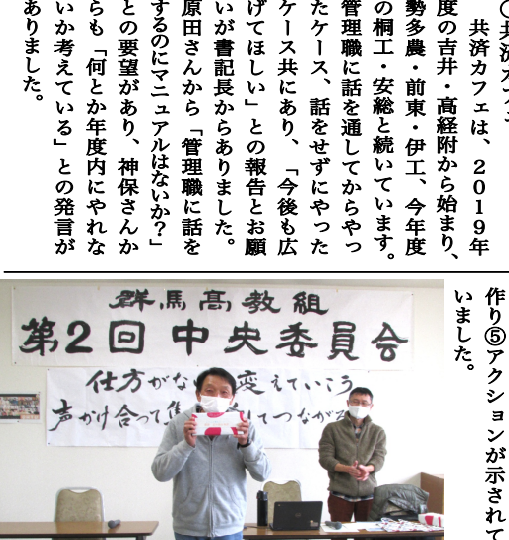 〇共済カフェ
共済カフェは、2019年
度の吉井・高経附から始まり、
勢多農・前東・伊工、今年度
の桐工・安総と続いています。
管理職に話を通してからやっ
たケース、話をせずにやった
ケース共にあり、「今後も広
げてほしい」との報告とお願
いが書記長からありました。
原田さんから「管理職に話を
するのにマニュアルはないか?」
との要望があり、神保さんか
らも「何とか年度内にやれな
いか考えている」との発言が
ありました。
作り⑤アクションが示されて
いました。
群馬高教組
第2回中央委員会
仕方がな 変えていこう
声かけ合って してつながろ